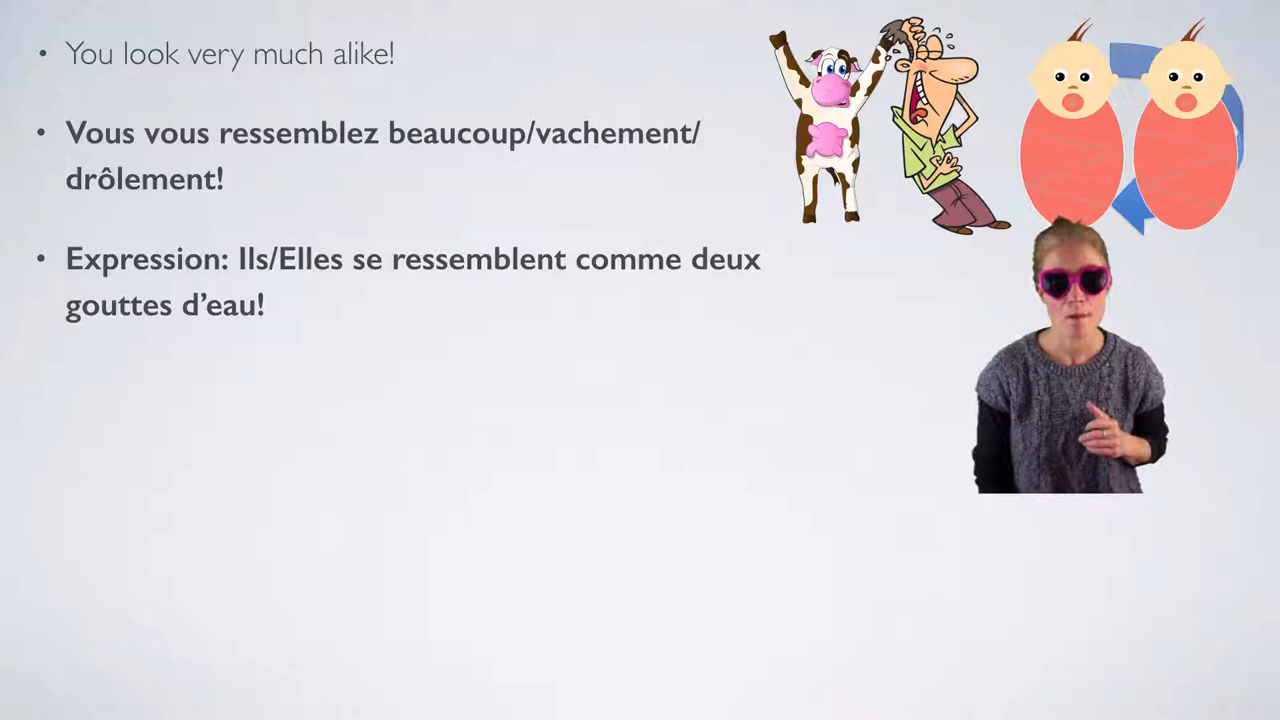 • You look very much alike!
• Vous vous ressemblez beaucoup/vachement/
drôlement!
• Expression: Ils/Elles se ressemblent comme deux
gouttes d’eau!